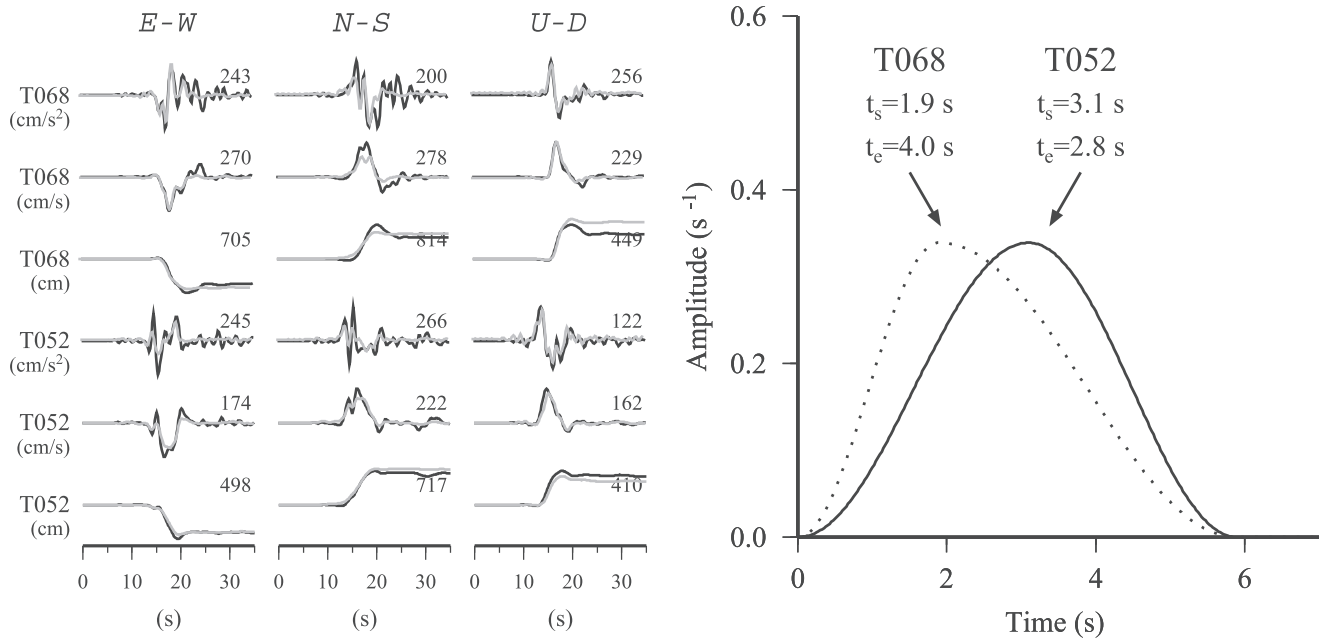 E-W N-S U-D
T068 243 200 256
(cm/s²)
T068 270 278 229
(cm/s)
T068 705 814 449
(cm)
T052 245 266 122
(cm/s²)
T052 174 222 162
(cm/s)
T052 498 717 410
(cm)
0 10 20 30 0 10 20 30 0 10 20 30
(s) (s) (s)
0.6
T068 T052
tₛ=1.9 s tₛ=3.1 s
tₑ=4.0 s tₑ=2.8 s
0.4
Amplitude (s⁻¹)
0.2
0.0
0 2 4 6
Time (s)